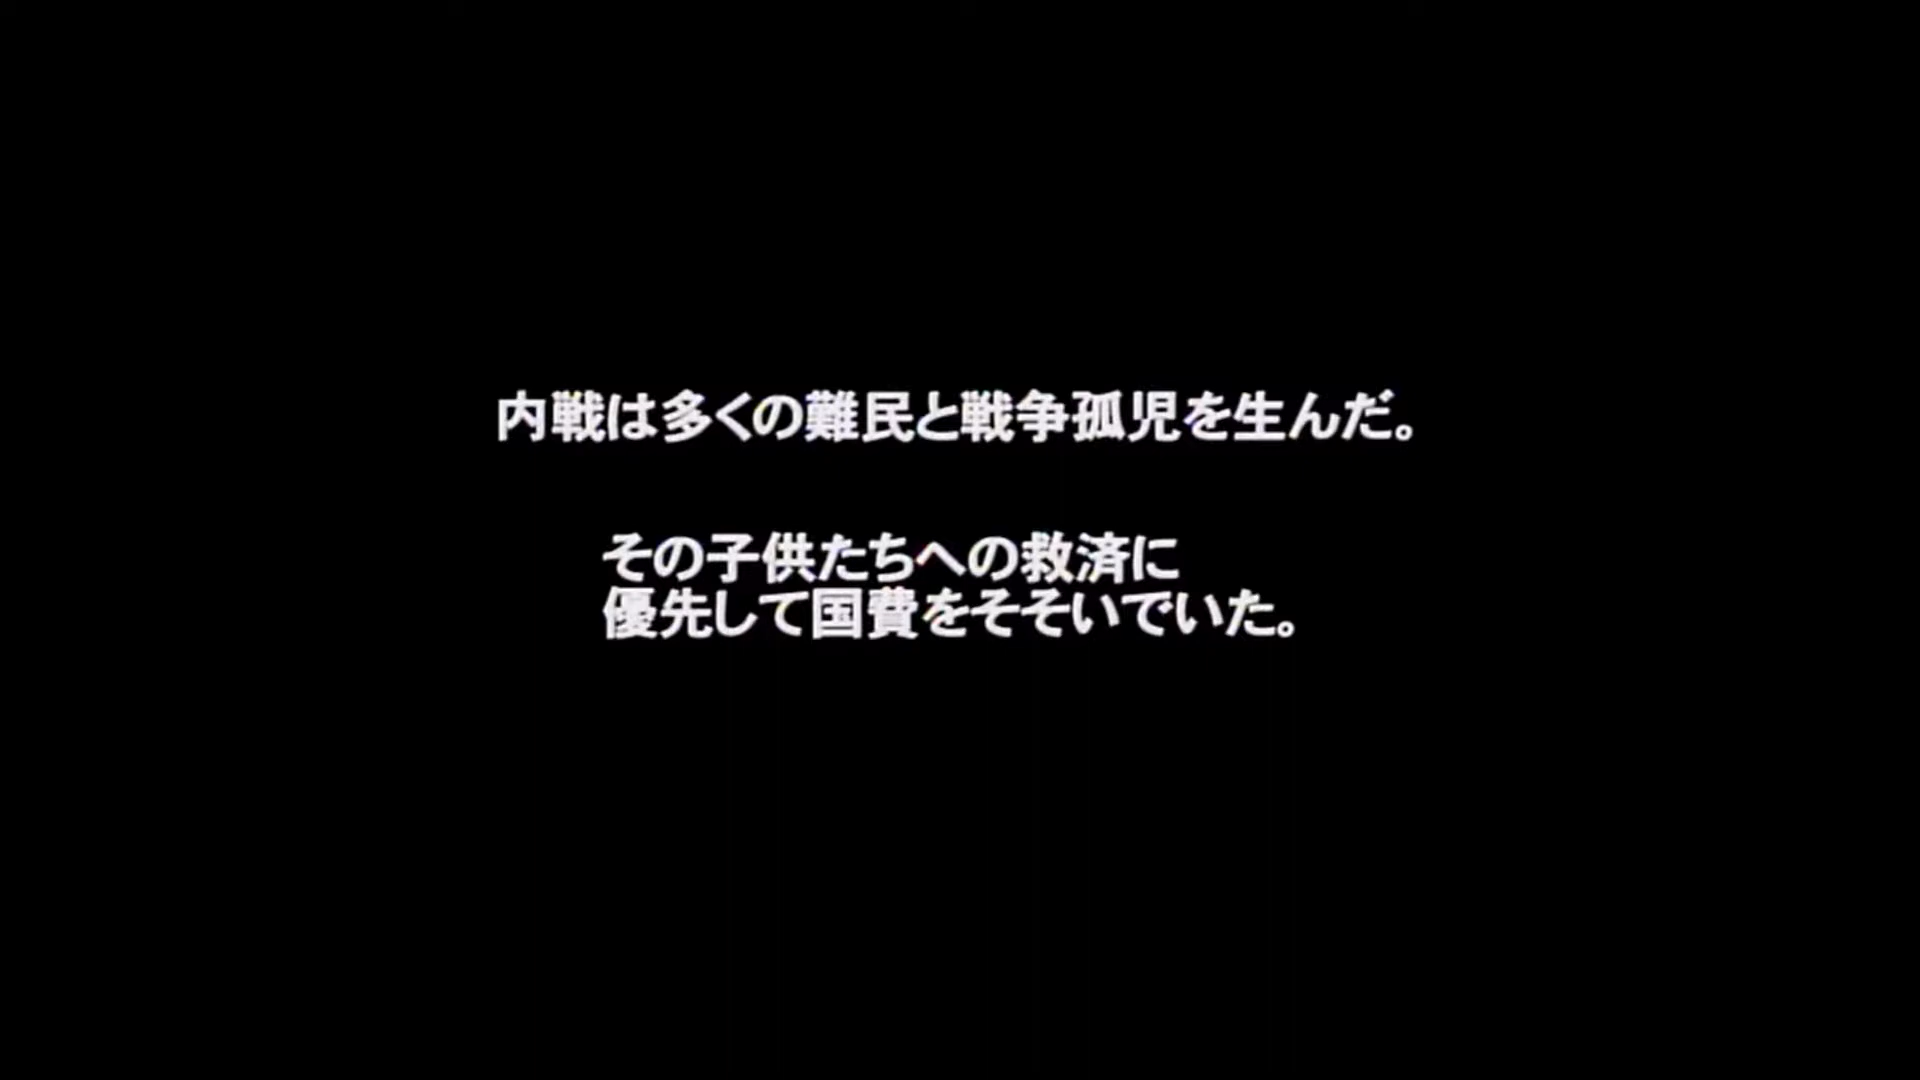 内戦は多くの難民と戦争孤児を生んだ。
その子供たちへの救済に
優先して国費をそそいでいた。